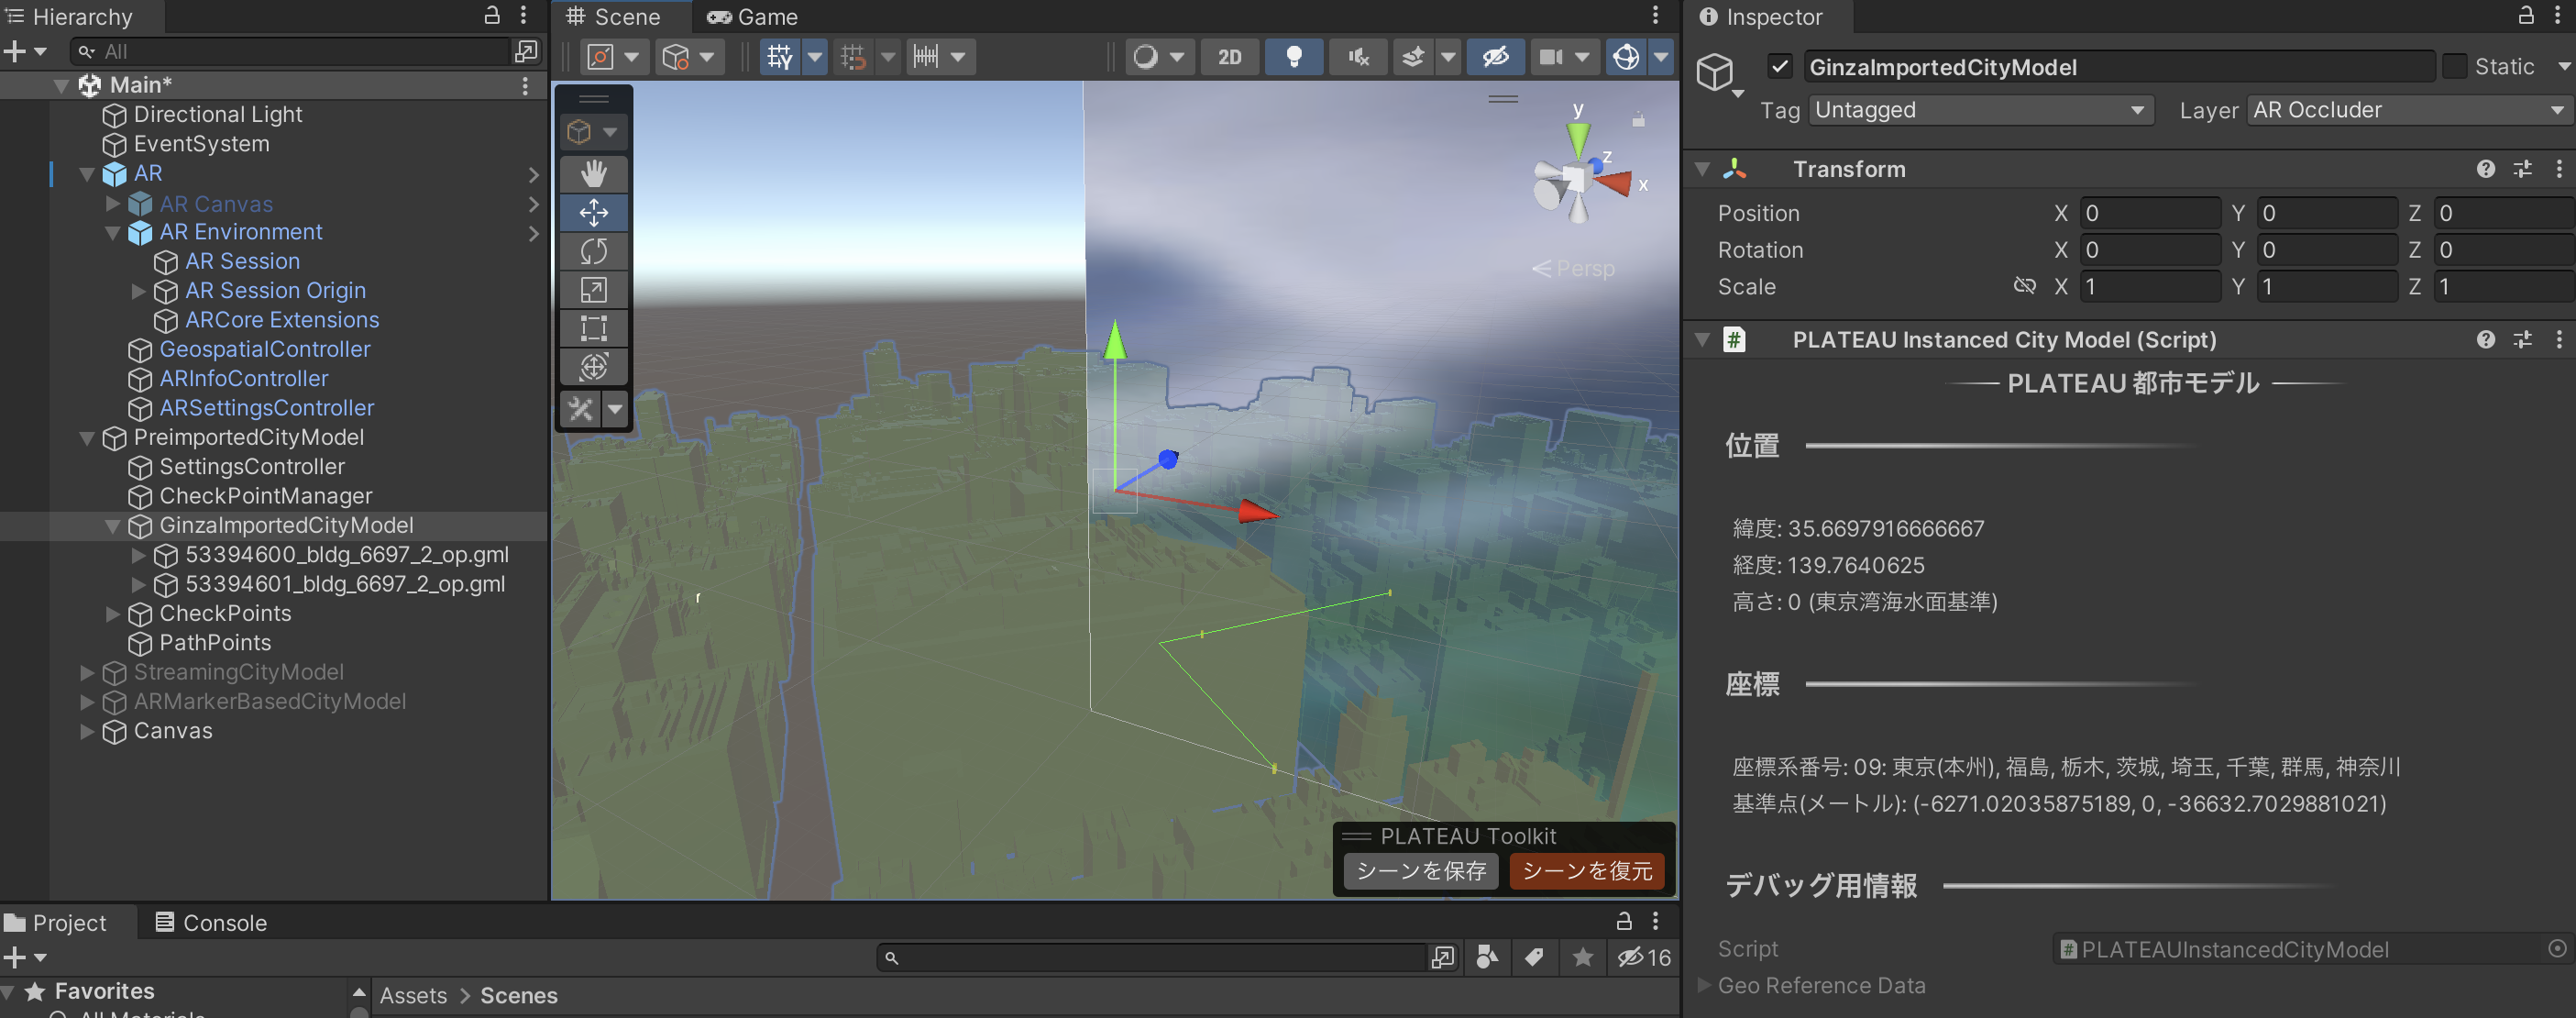 Hierarchy
All
Main*
Directional Light
EventSystem
AR
AR Canvas
AR Environment
AR Session
AR Session Origin
ARCore Extensions
GeospatialController
ARInfoController
ARSettingsController
PreimportedCityModel
SettingsController
CheckPointManager
GinzaImportedCityModel
53394600_bldg_6697_2_op.gml
53394601_bldg_6697_2_op.gml
CheckPoints
PathPoints
StreamingCityModel
ARMarkerBasedCityModel
Canvas
Scene Game
2D
y
z
x
Persp
PLATEAU Toolkit
シーンを保存 シーンを復元
Project Console
16
Favorites
All Materials
Assets > Scenes
Inspector
GinzaImportedCityModel Static
Tag Untagged Layer AR Occluder
Transform
Position X 0 Y 0 Z 0
Rotation X 0 Y 0 Z 0
Scale X 1 Y 1 Z 1
# PLATEAU Instanced City Model (Script)
PLATEAU 都市モデル
位置
緯度: 35.6697916666667
経度: 139.7640625
高さ: 0 (東京湾海水面基準)
座標
座標系番号: 09: 東京(本州), 福島, 栃木, 茨城, 埼玉, 千葉, 群馬, 神奈川
基準点(メートル): (-6271.02035875189, 0, -36632.7029881021)
デバッグ用情報
Script # PLATEAUInstancedCityModel
Geo Reference Data